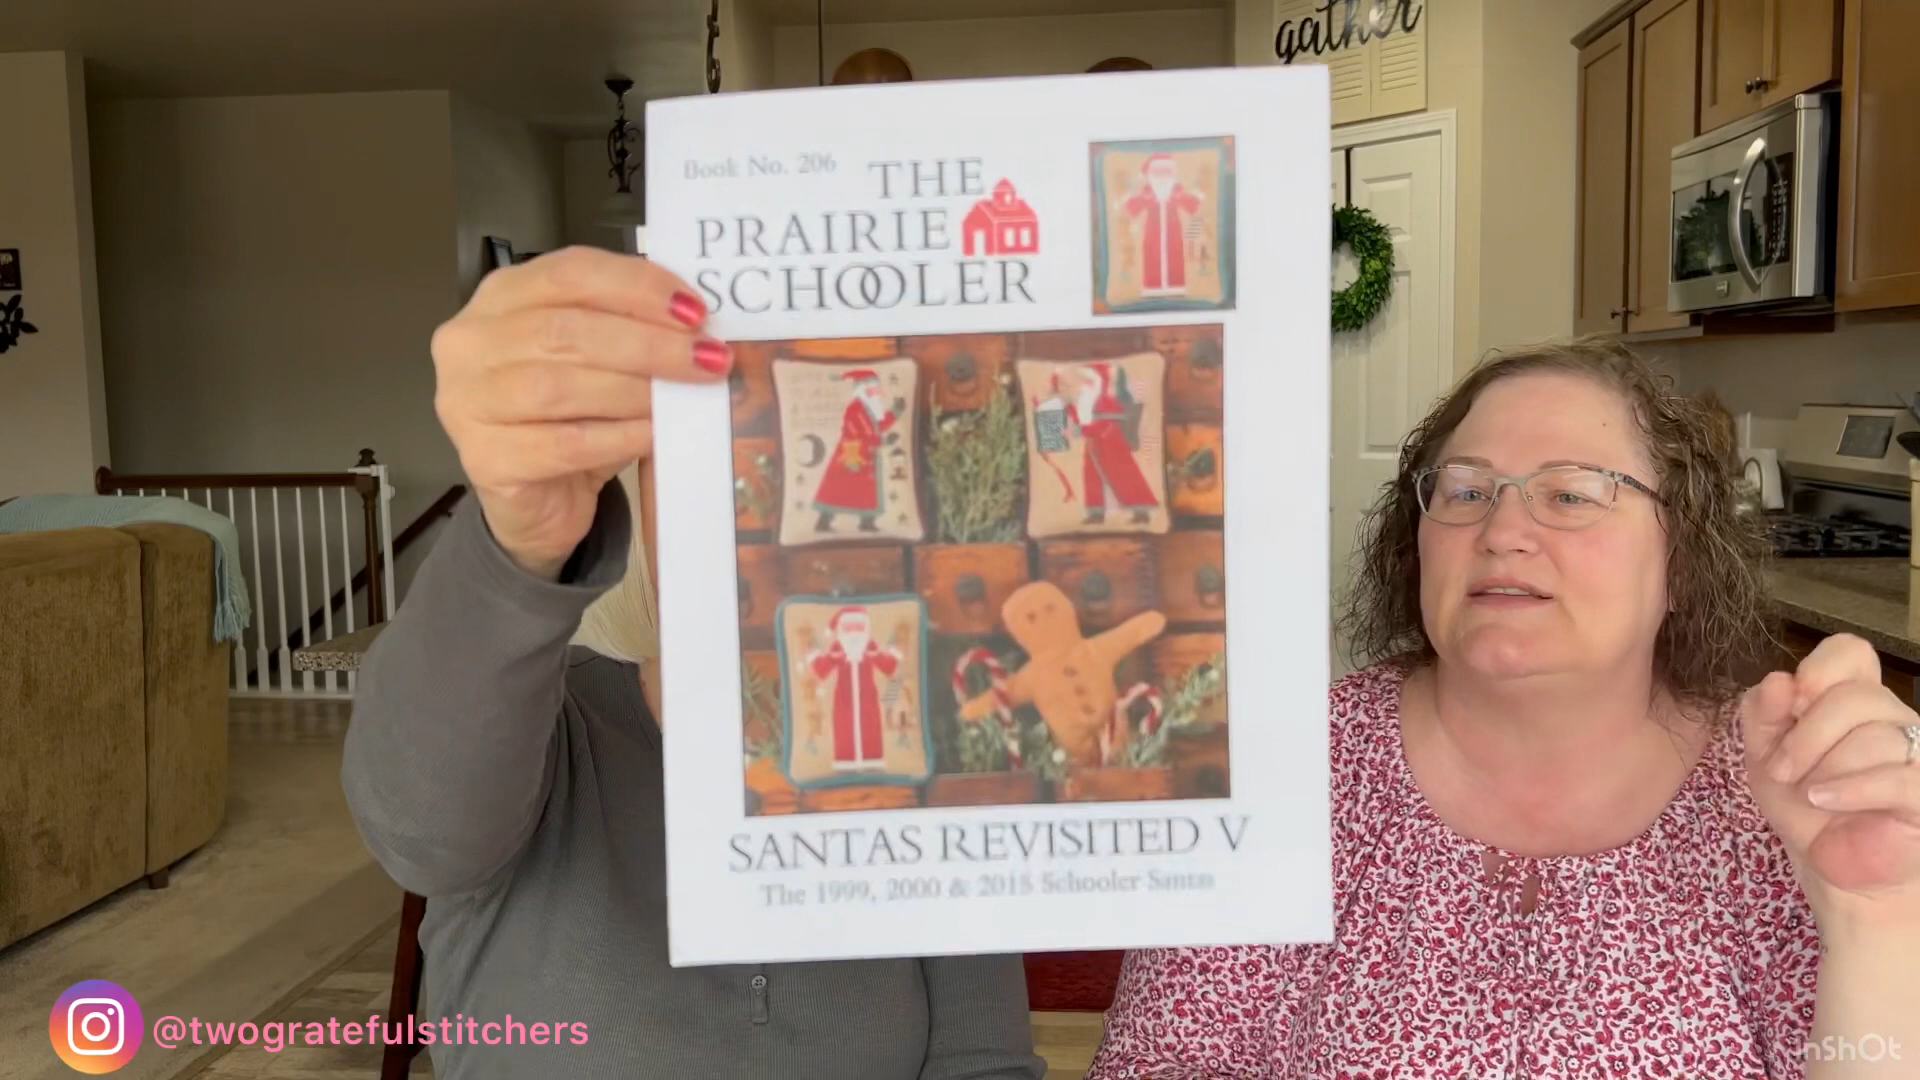 gather
Book No. 206
THE
PRAIRIE
SCHOOLER
SANTAS REVISITED V
The 1999, 2000 & 2015 Schooler Santas
@twogratefulstitchers
InShOt